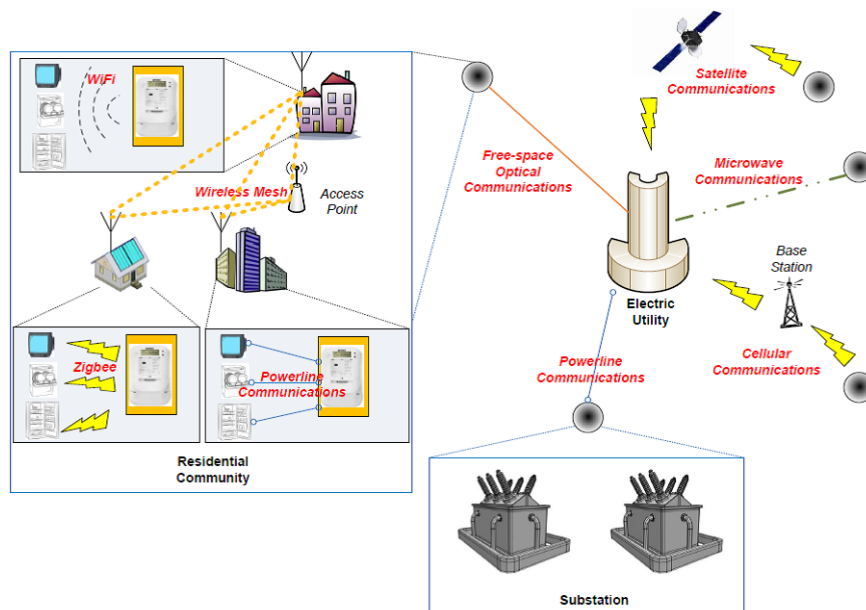 WiFi
Wireless Mesh
Access
Point
Zigbee
Powerline
Communications
Residential
Community
Free-space
Optical
Communications
Satellite
Communications
Microwave
Communications
Base
Station
Electric
Utility
Cellular
Communications
Powerline
Communications
Substation